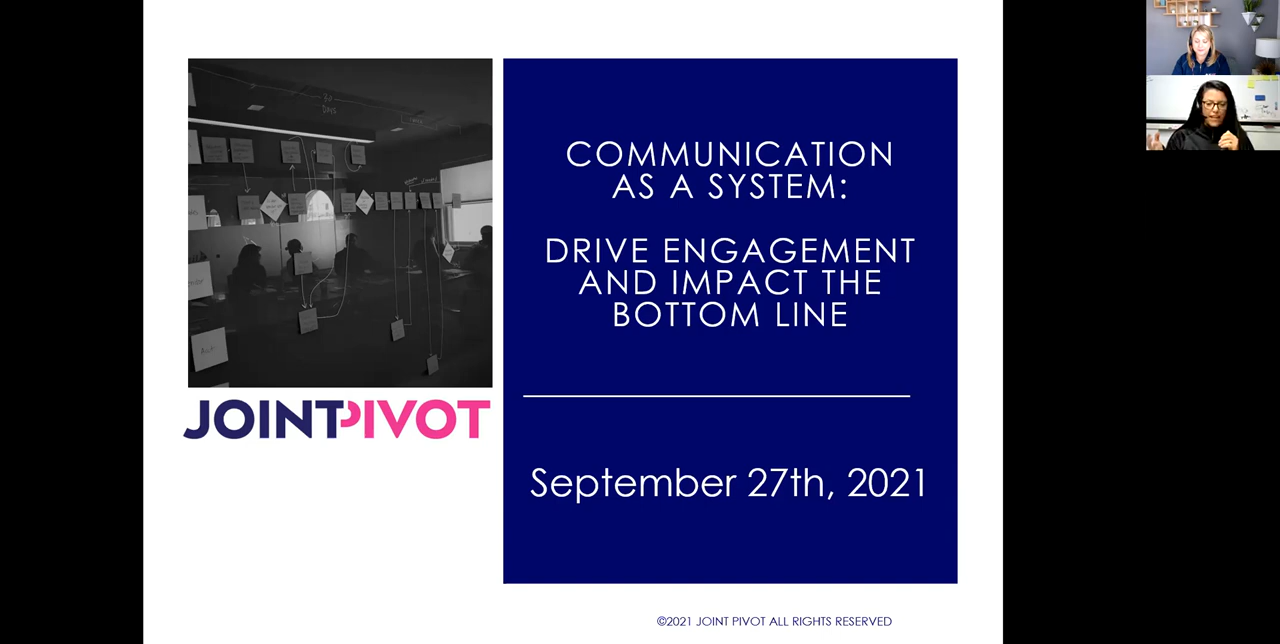 COMMUNICATION
AS A SYSTEM:
DRIVE ENGAGEMENT
AND IMPACT THE
BOTTOM LINE
JOINTPIVOT
September 27th, 2021
©2021 JOINT PIVOT ALL RIGHTS RESERVED